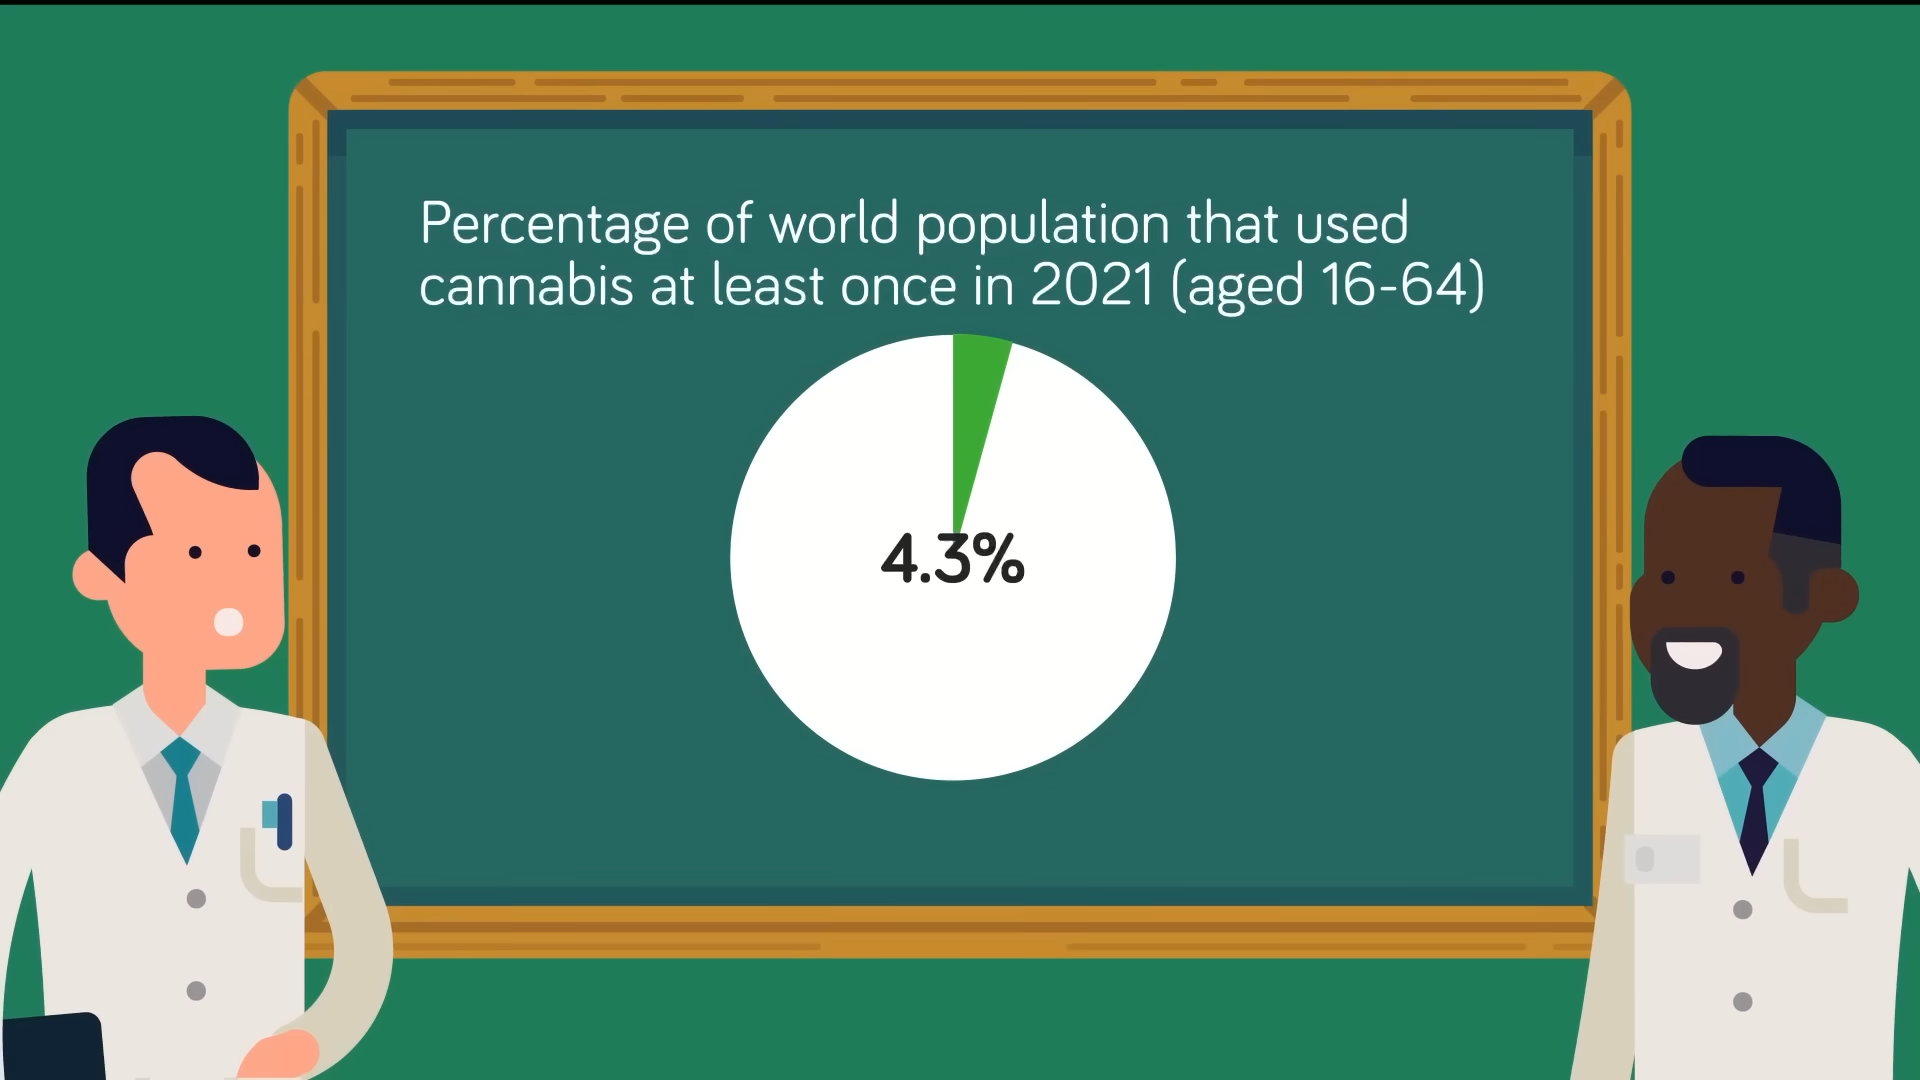 Percentage of world population that used
cannabis at least once in 2021 (aged 16-64)
4.3%